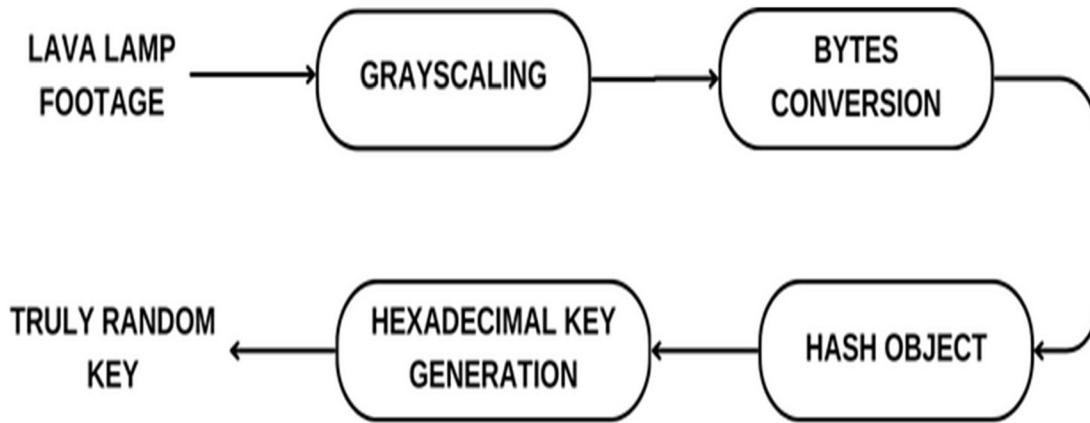 LAVA LAMP
FOOTAGE
GRAYSCALING
BYTES
CONVERSION
HASH OBJECT
HEXADECIMAL KEY
GENERATION
TRULY RANDOM
KEY